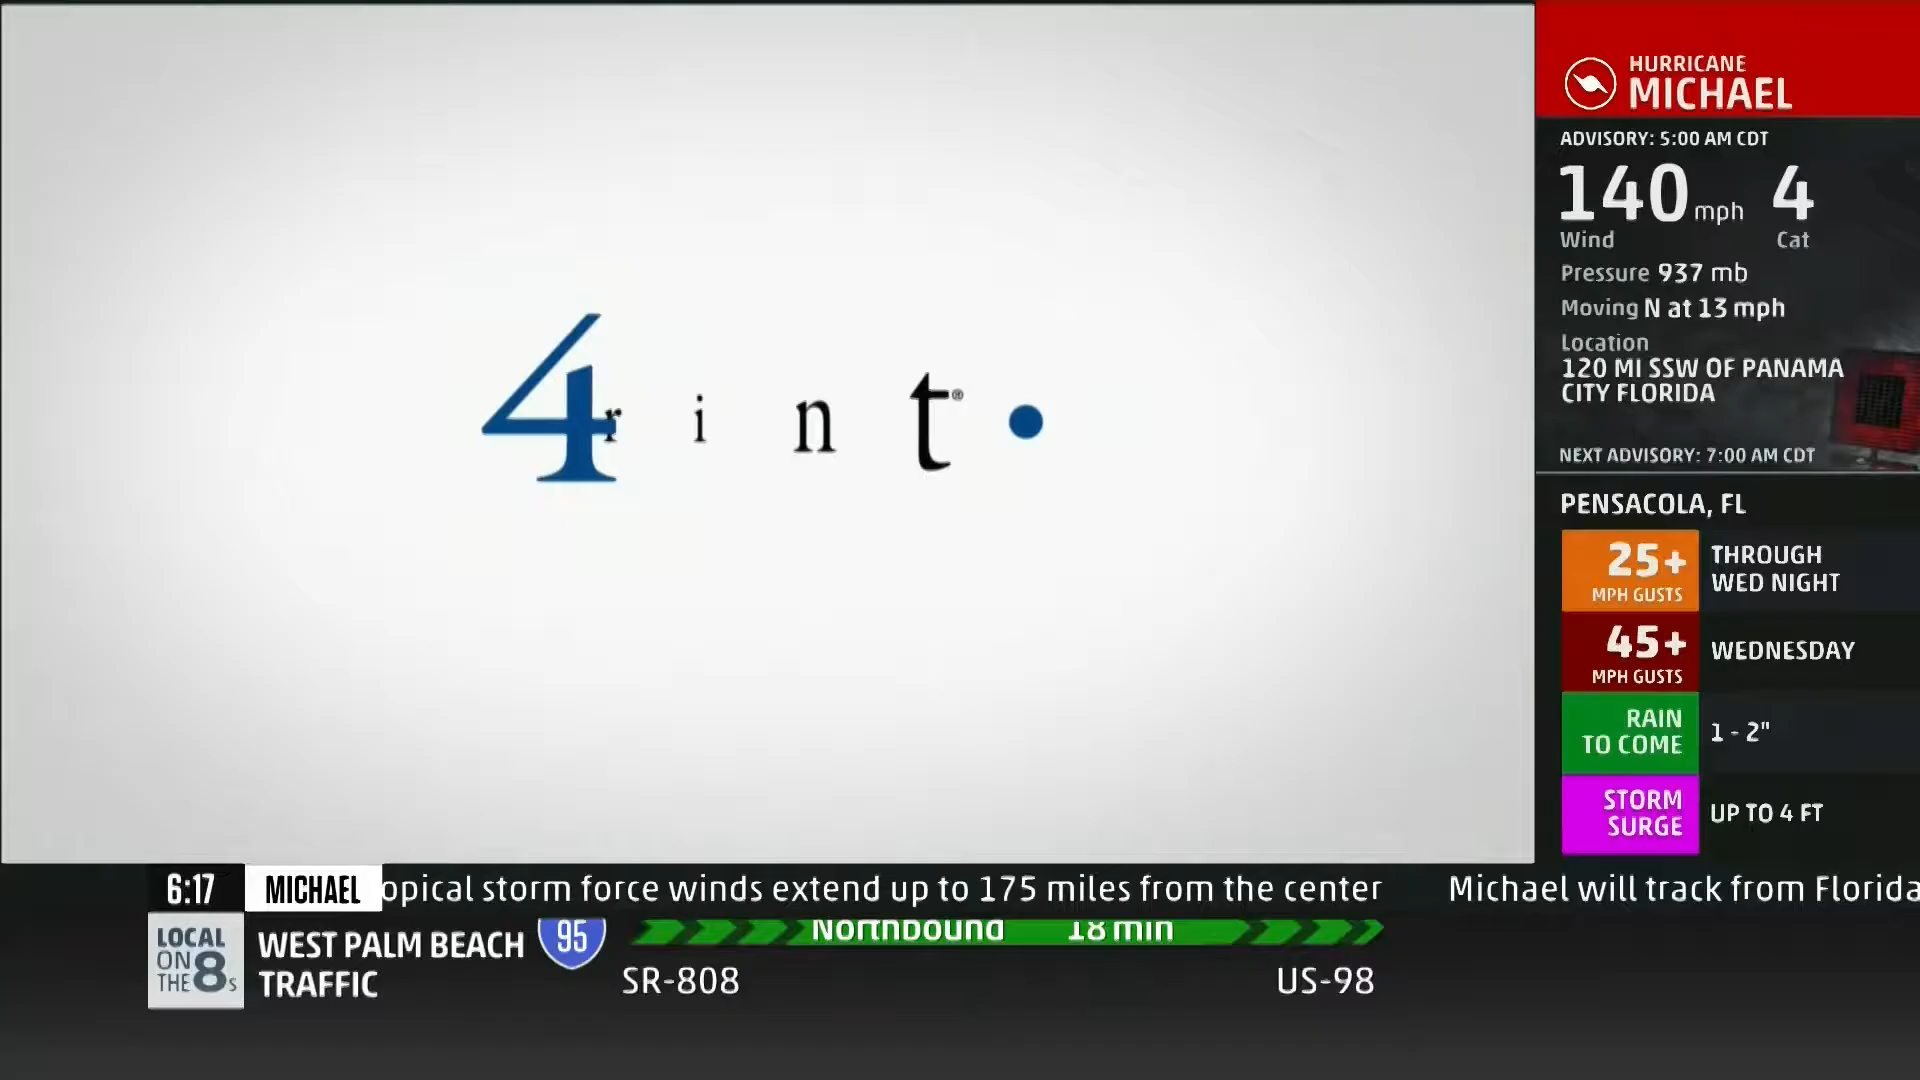 4
r i n t®
HURRICANE
MICHAEL
ADVISORY: 5:00 AM CDT
140 mph 4
Wind Cat
Pressure 937 mb
Moving N at 13 mph
Location
120 MI SSW OF PANAMA
CITY FLORIDA
NEXT ADVISORY: 7:00 AM CDT
PENSACOLA, FL
25+
MPH GUSTS
THROUGH
WED NIGHT
45+
MPH GUSTS
WEDNESDAY
RAIN
TO COME
1 - 2"
STORM
SURGE
UP TO 4 FT
6:17 MICHAEL opical storm force winds extend up to 175 miles from the center Michael will track from Florida
LOCAL
ON
THE 8s
WEST PALM BEACH
TRAFFIC
95
Northbound 18 min
SR-808 US-98